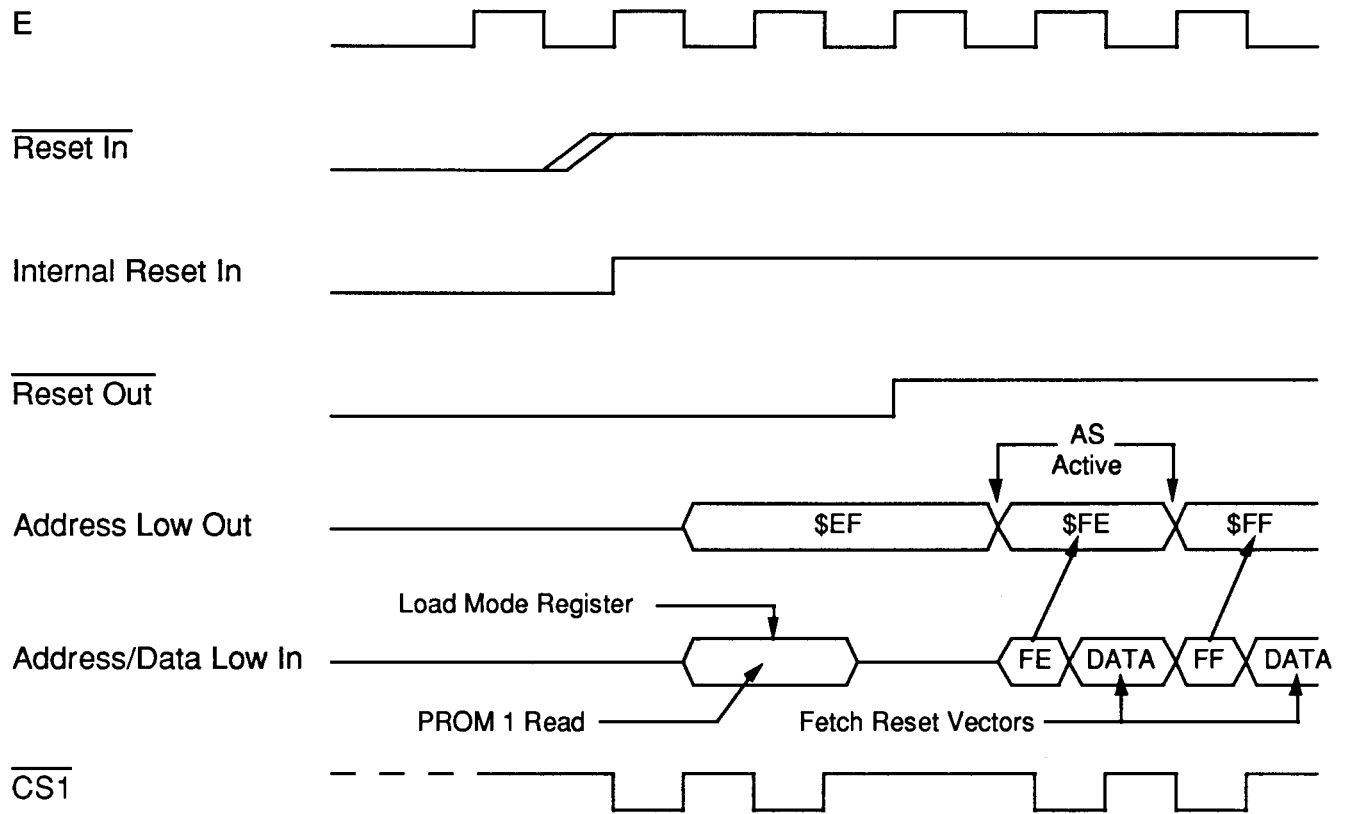 E
Reset In
Internal Reset In
Reset Out
AS
Active
Address Low Out
$EF
$FE
$FF
Load Mode Register
Address/Data Low In
FE
DATA
FF
DATA
PROM 1 Read
Fetch Reset Vectors
CS1